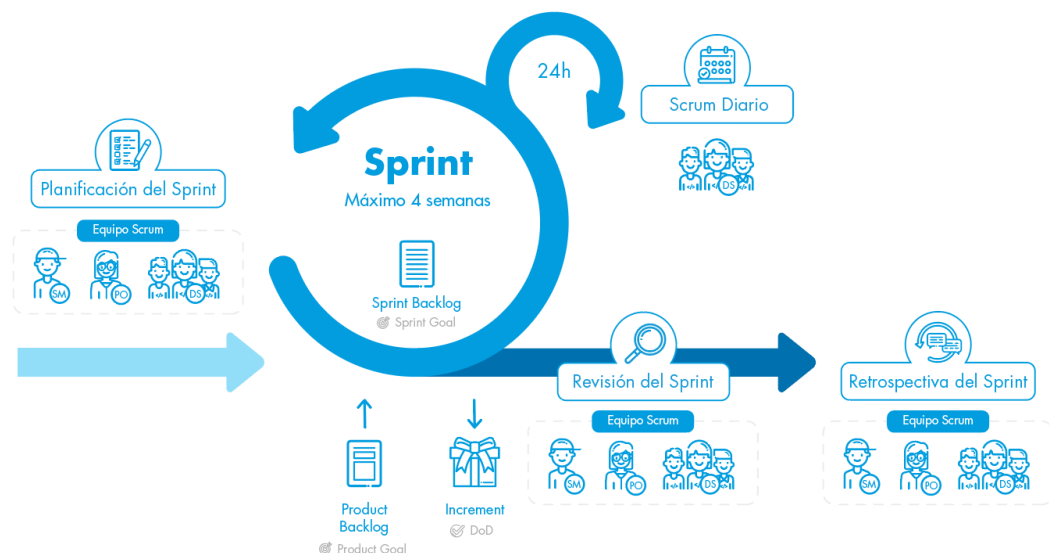 24h
Scrum Diario
DS
Planificación del Sprint
Equipo Scrum
SM
PO
DS
Sprint
Máximo 4 semanas
Sprint Backlog
Sprint Goal
Revisión del Sprint
Equipo Scrum
SM
PO
DS
Retrospectiva del Sprint
Equipo Scrum
SM
PO
DS
Product
Backlog
Product Goal
Increment
DoD